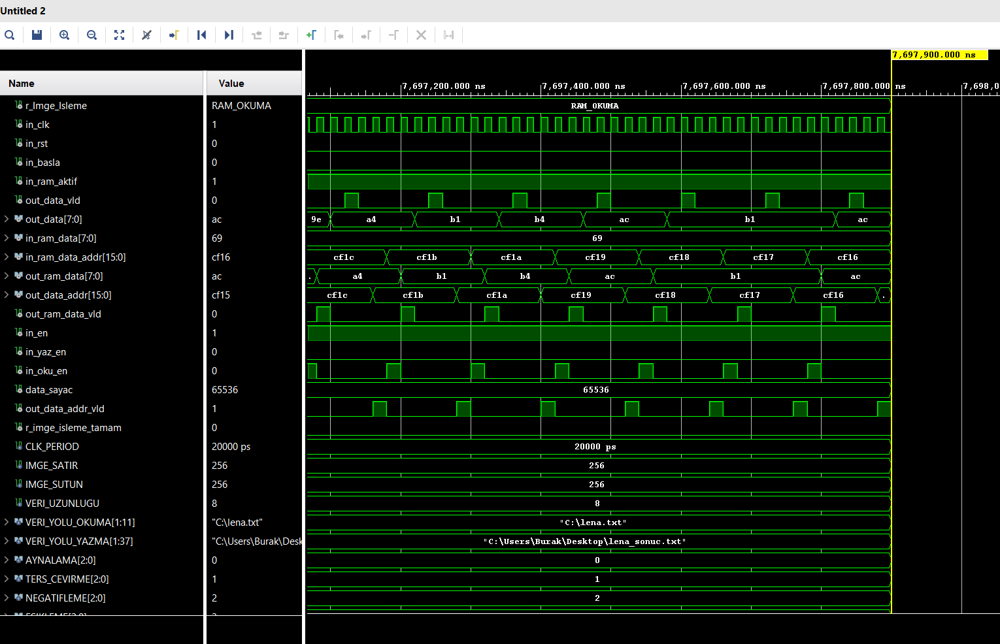 Untitled 2
7,697,900.000 ns
Name Value
7,697,200.000 ns 7,697,400.000 ns 7,697,600.000 ns 7,697,800.000 ns 7,698,0
r_Imge_Isleme RAM_OKUMA RAM_OKUMA
in_clk 1
in_rst 0
in_basla 0
in_ram_aktif 1
out_data_vld 0
out_data[7:0] ac 9e a4 b1 b4 ac b1 ac
in_ram_data[7:0] 69 69
in_ram_data_addr[15:0] cf16 cf1c cf1b cf1a cf19 cf18 cf17 cf16
out_ram_data[7:0] ac . a4 b1 b4 ac b1 ac
out_data_addr[15:0] cf15 cf1c cf1b cf1a cf19 cf18 cf17 cf16 .
out_ram_data_vld 0
in_en 1
in_yaz_en 0
in_oku_en 0
data_sayac 65536 65536
out_data_addr_vld 1
r_imge_isleme_tamam 0
CLK_PERIOD 20000 ps 20000 ps
IMGE_SATIR 256 256
IMGE_SUTUN 256 256
VERI_UZUNLUGU 8 8
VERI_YOLU_OKUMA[1:11] "C:\lena.txt" "C:\lena.txt"
VERI_YOLU_YAZMA[1:37] "C:\Users\Burak\Desk "C:\Users\Burak\Desktop\lena_sonuc.txt"
AYNALAMA[2:0] 0 0
TERS_CEVIRME[2:0] 1 1
NEGATIFLEME[2:0] 2 2